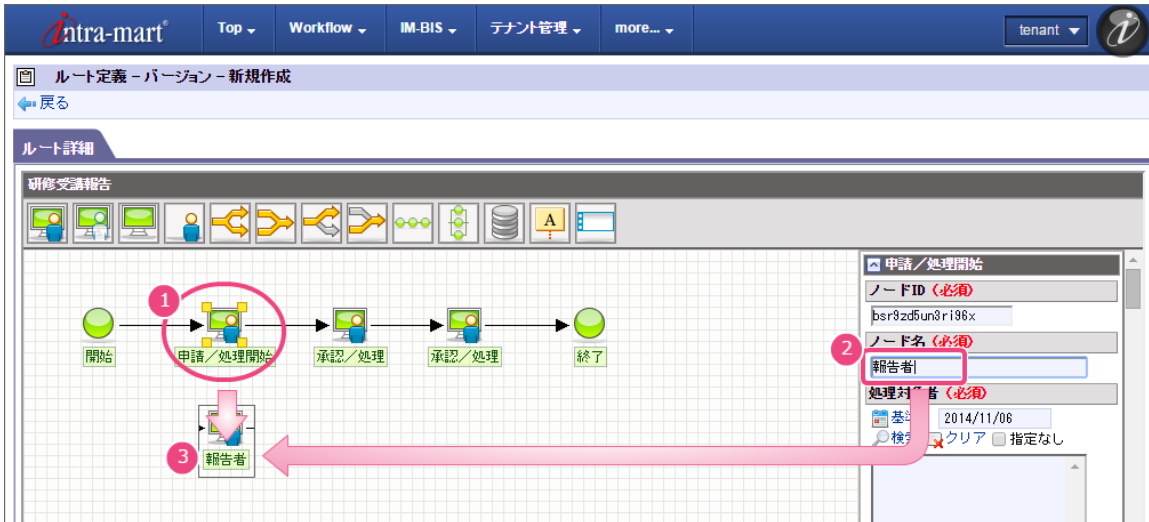 intra-mart Top Workflow IM-BIS テナント管理 more... tenant
ルート定義 - バージョン - 新規作成
戻る
ルート詳細
研修受講報告
A
申請／処理開始
ノードID（必須）
bsr9zd5un3ri96x
ノード名（必須）
報告者
処理対象者（必須）
2014/11/06
クリア 指定なし
1
2
3
開始
申請／処理開始
承認／処理
承認／処理
終了
報告者